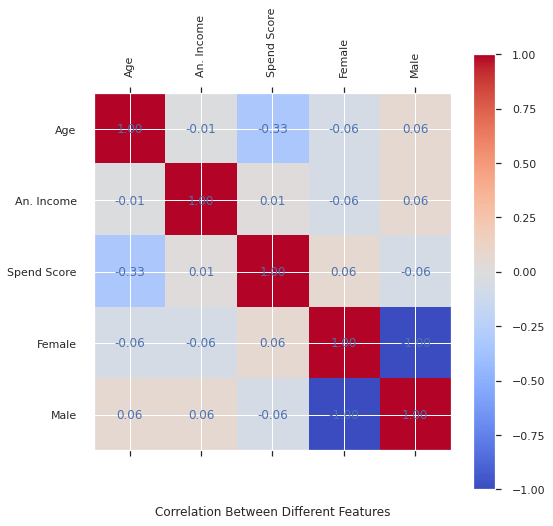 Age An. Income Spend Score Female Male
Age 1.00 -0.01 -0.33 -0.06 0.06
An. Income -0.01 1.00 0.01 -0.06 0.06
Spend Score -0.33 0.01 1.00 0.06 -0.06
Female -0.06 -0.06 0.06 1.00 -1.00
Male 0.06 0.06 -0.06 -1.00 1.00
1.00
0.75
0.50
0.25
0.00
−0.25
−0.50
−0.75
−1.00
Correlation Between Different Features